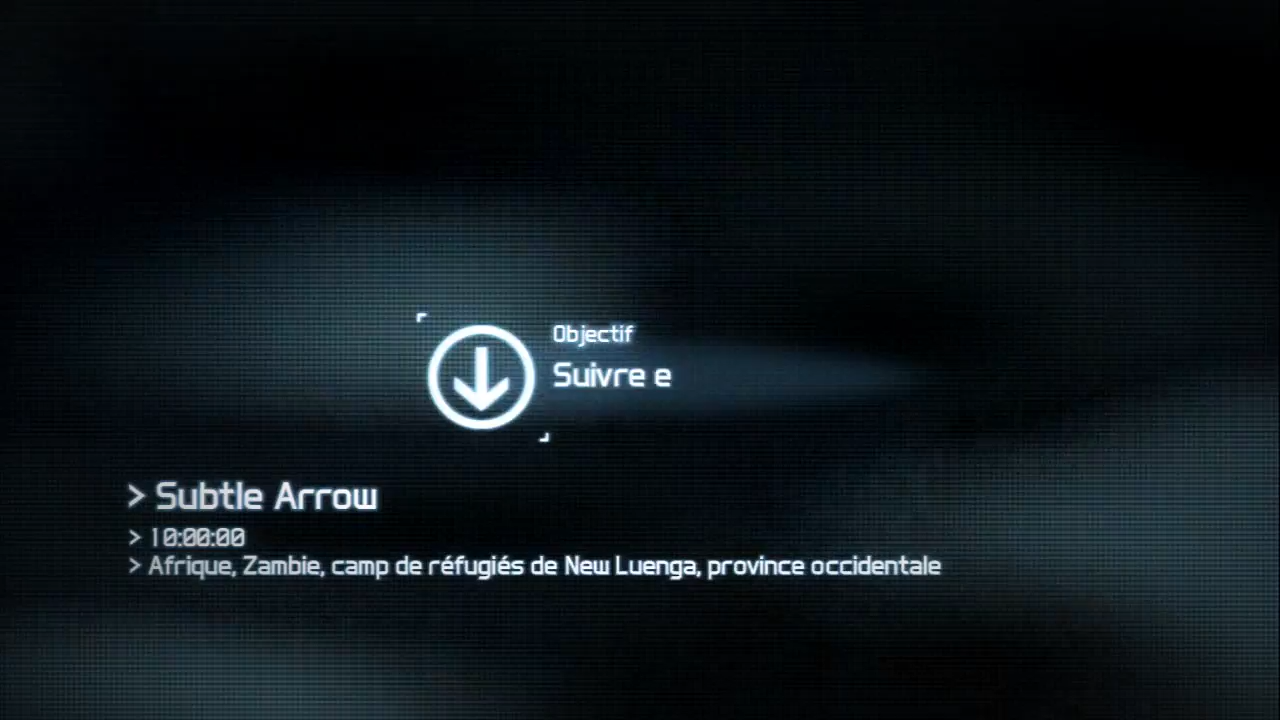 Objectif
Suivre e
> Subtle Arrow
> 10:00:00
> Afrique, Zambie, camp de réfugiés de New Luenga, province occidentale